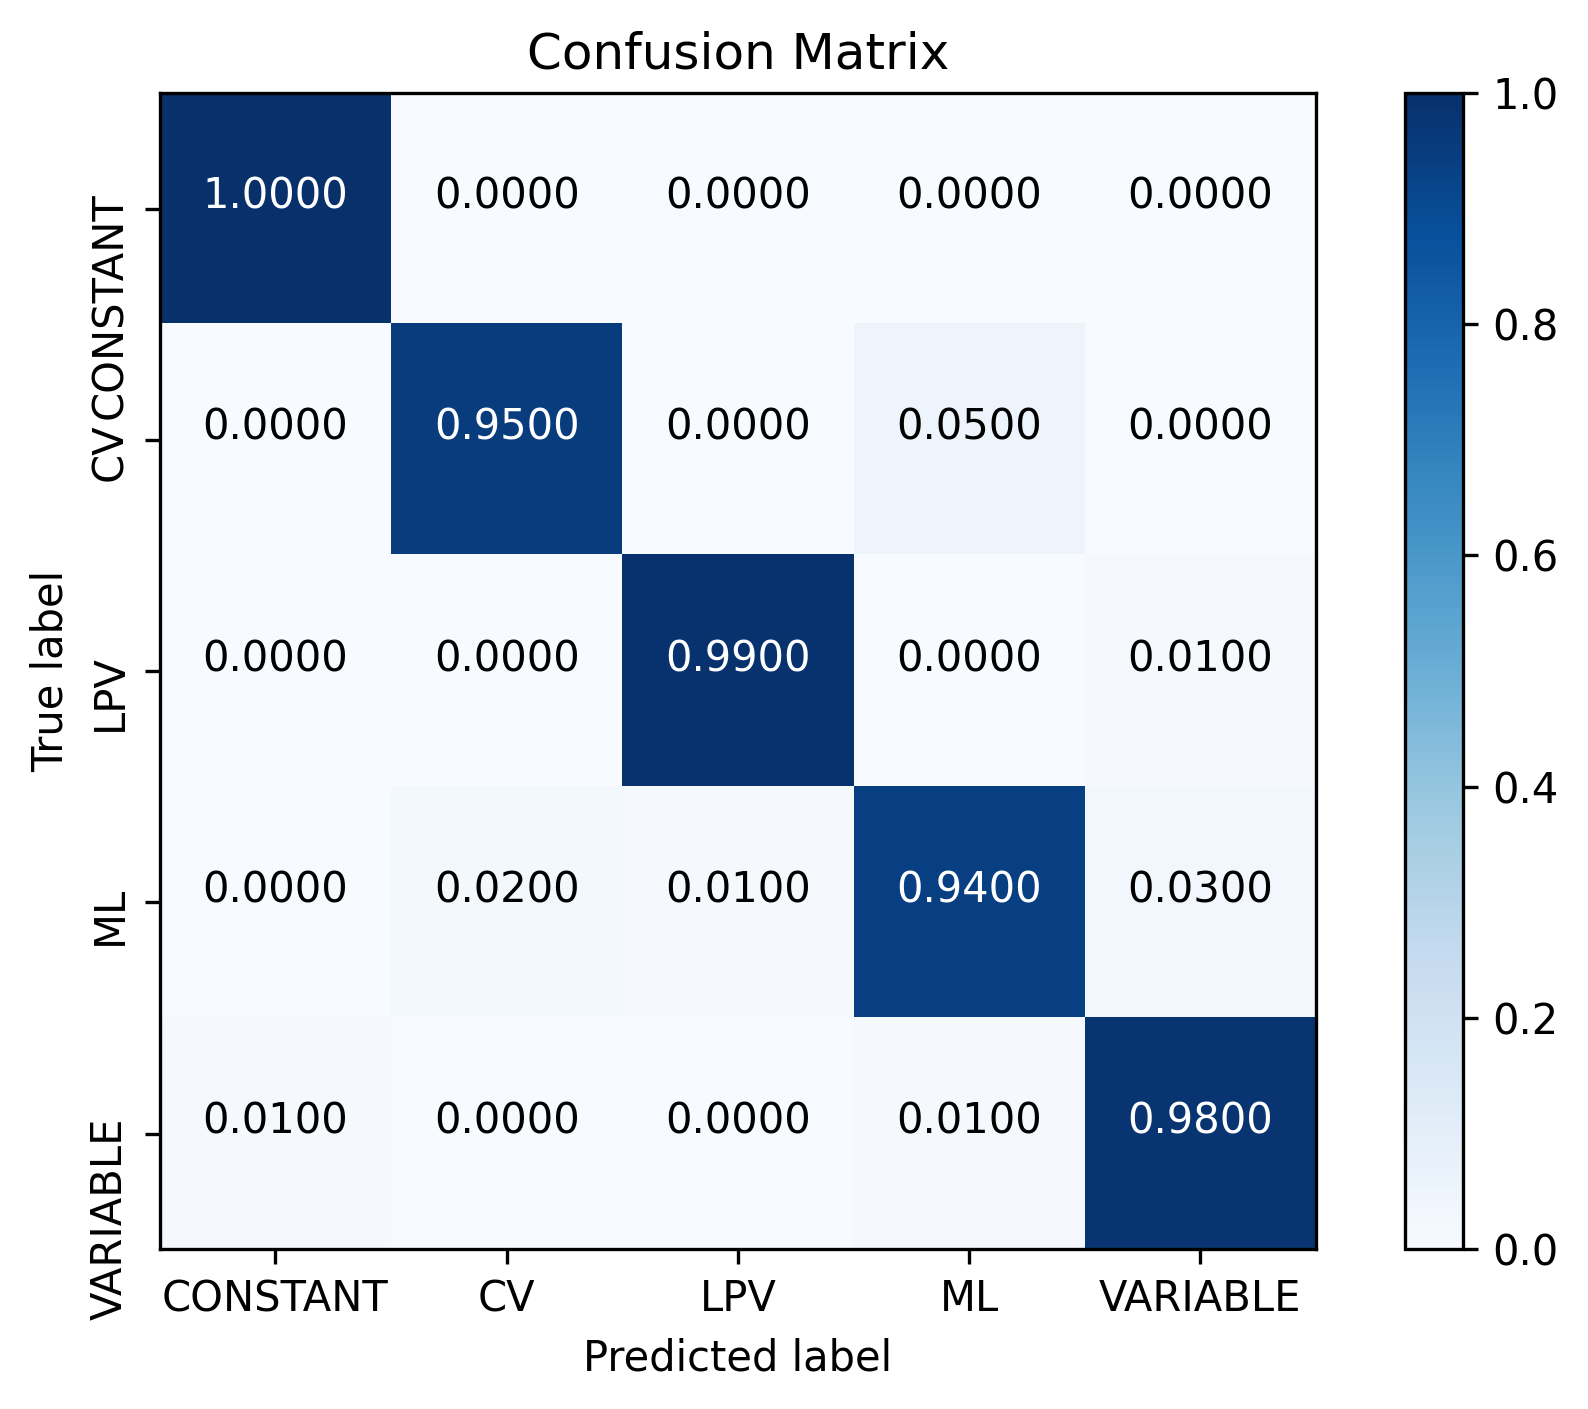 Confusion Matrix
1.0000 0.0000 0.0000 0.0000 0.0000
0.0000 0.9500 0.0000 0.0500 0.0000
0.0000 0.0000 0.9900 0.0000 0.0100
0.0000 0.0200 0.0100 0.9400 0.0300
0.0100 0.0000 0.0000 0.0100 0.9800
True label
CONSTANT
CV
LPV
ML
VARIABLE
CONSTANT CV LPV ML VARIABLE
Predicted label
1.0
0.8
0.6
0.4
0.2
0.0